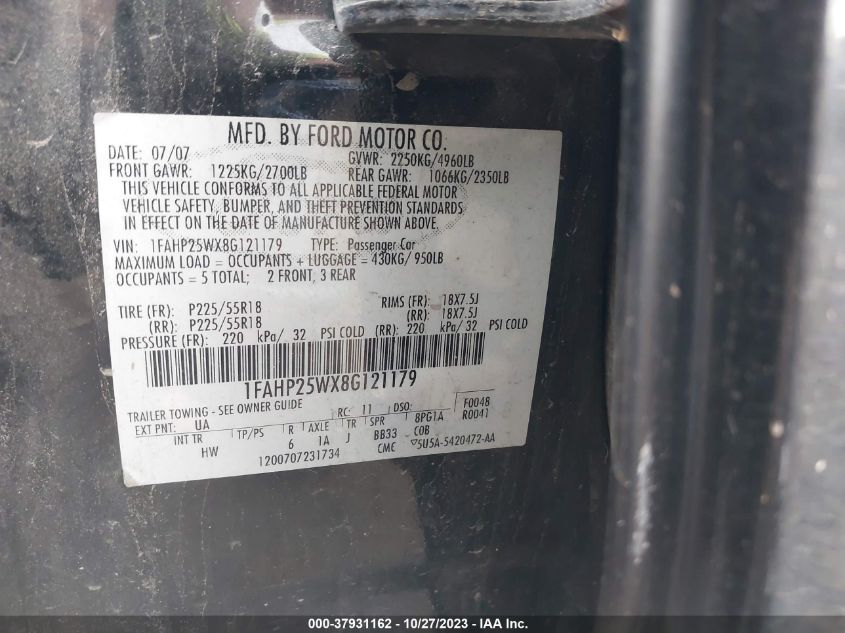 MFD. BY FORD MOTOR CO.
DATE: 07/07 GVWR: 2250KG/4960LB
FRONT GAWR: 1225KG/2700LB REAR GAWR: 1066KG/2350LB
THIS VEHICLE CONFORMS TO ALL APPLICABLE FEDERAL MOTOR
VEHICLE SAFETY, BUMPER, AND THEFT PREVENTION STANDARDS
IN EFFECT ON THE DATE OF MANUFACTURE SHOWN ABOVE.
VIN: 1FAHP25WX8G121179 TYPE: Passenger Car
MAXIMUM LOAD = OCCUPANTS + LUGGAGE = 430KG/ 950LB
OCCUPANTS = 5 TOTAL; 2 FRONT, 3 REAR
TIRE (FR): P225/55R18 RIMS (FR): 18X7.5J
(RR): P225/55R18 (RR): 18X7.5J
PRESSURE (FR): 220 kPa/ 32 PSI COLD (RR): 220 kPa/ 32 PSI COLD
1FAHP25WX8G121179
TRAILER TOWING - SEE OWNER GUIDE RC: 11 DSO: F0048
EXT PNT: UA R0041
INT TR TP/PS R AXLE TR SPR 8PG1A
HW 6 1A J BB33 COB
1200707231734 CME ▽5U5A-5420472-AA
000-37931162 - 10/27/2023 - IAA Inc.